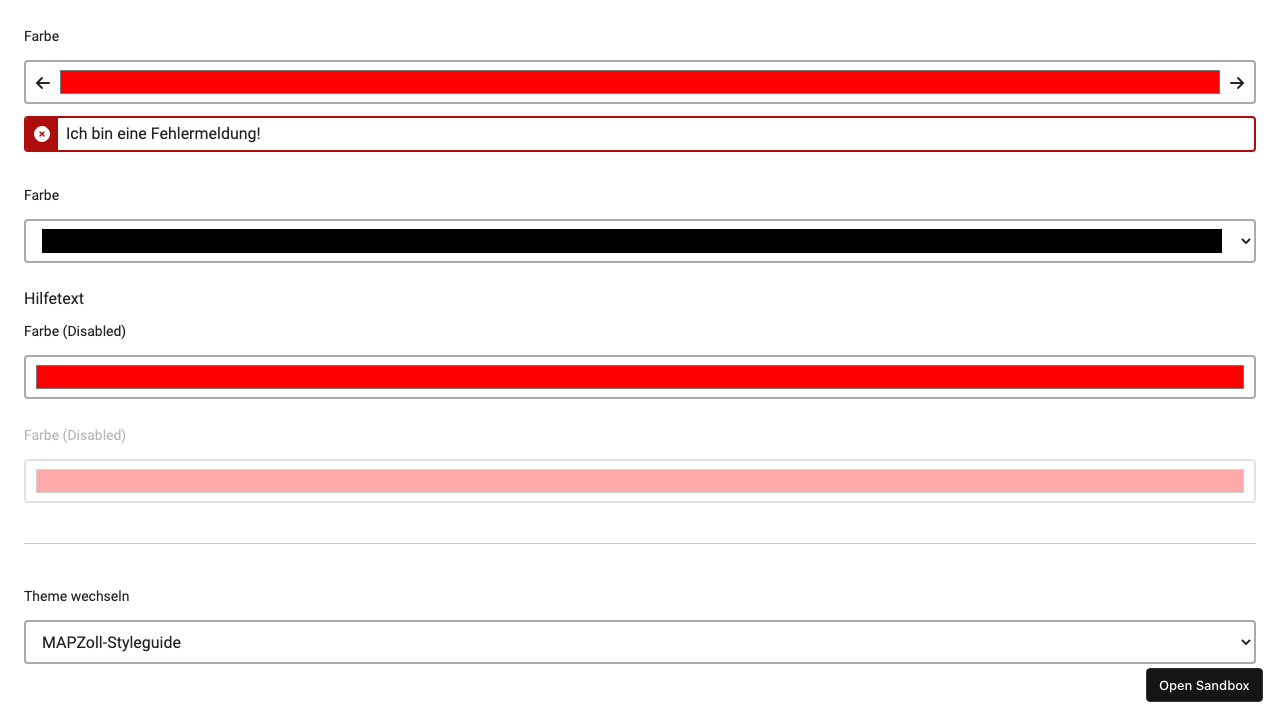 Farbe
Ich bin eine Fehlermeldung!
Farbe
Hilfetext
Farbe (Disabled)
Farbe (Disabled)
Theme wechseln
MAPZoll-Styleguide
Open Sandbox